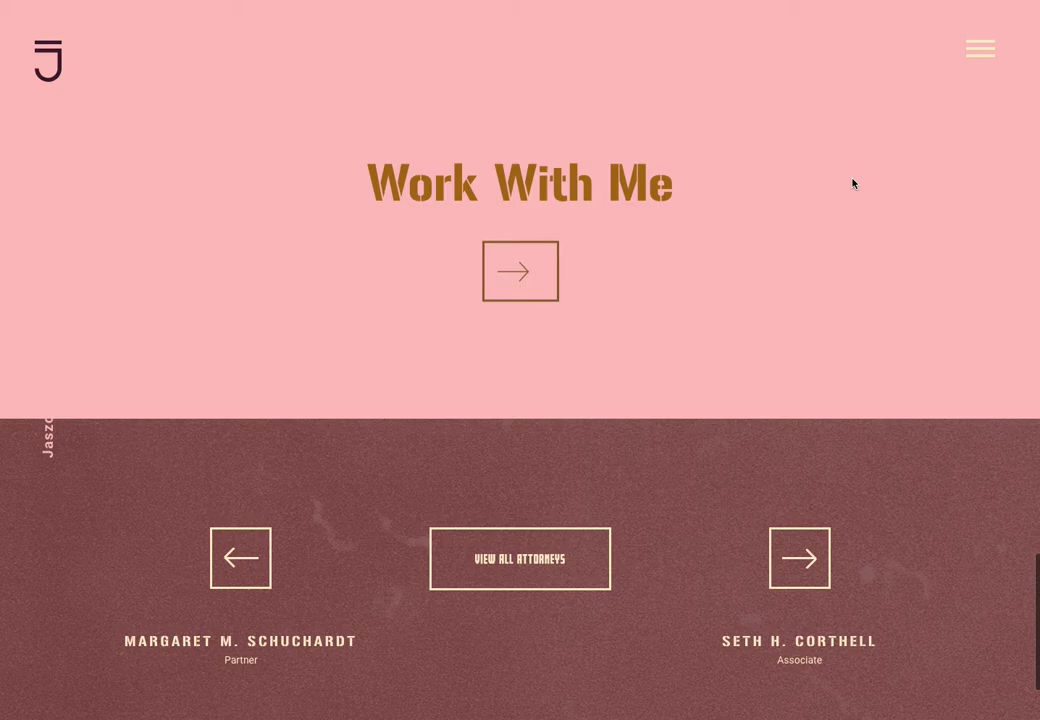 Work With Me
VIEW ALL ATTORNEYS
MARGARET M. SCHUCHARDT
Partner
SETH H. CORTHELL
Associate